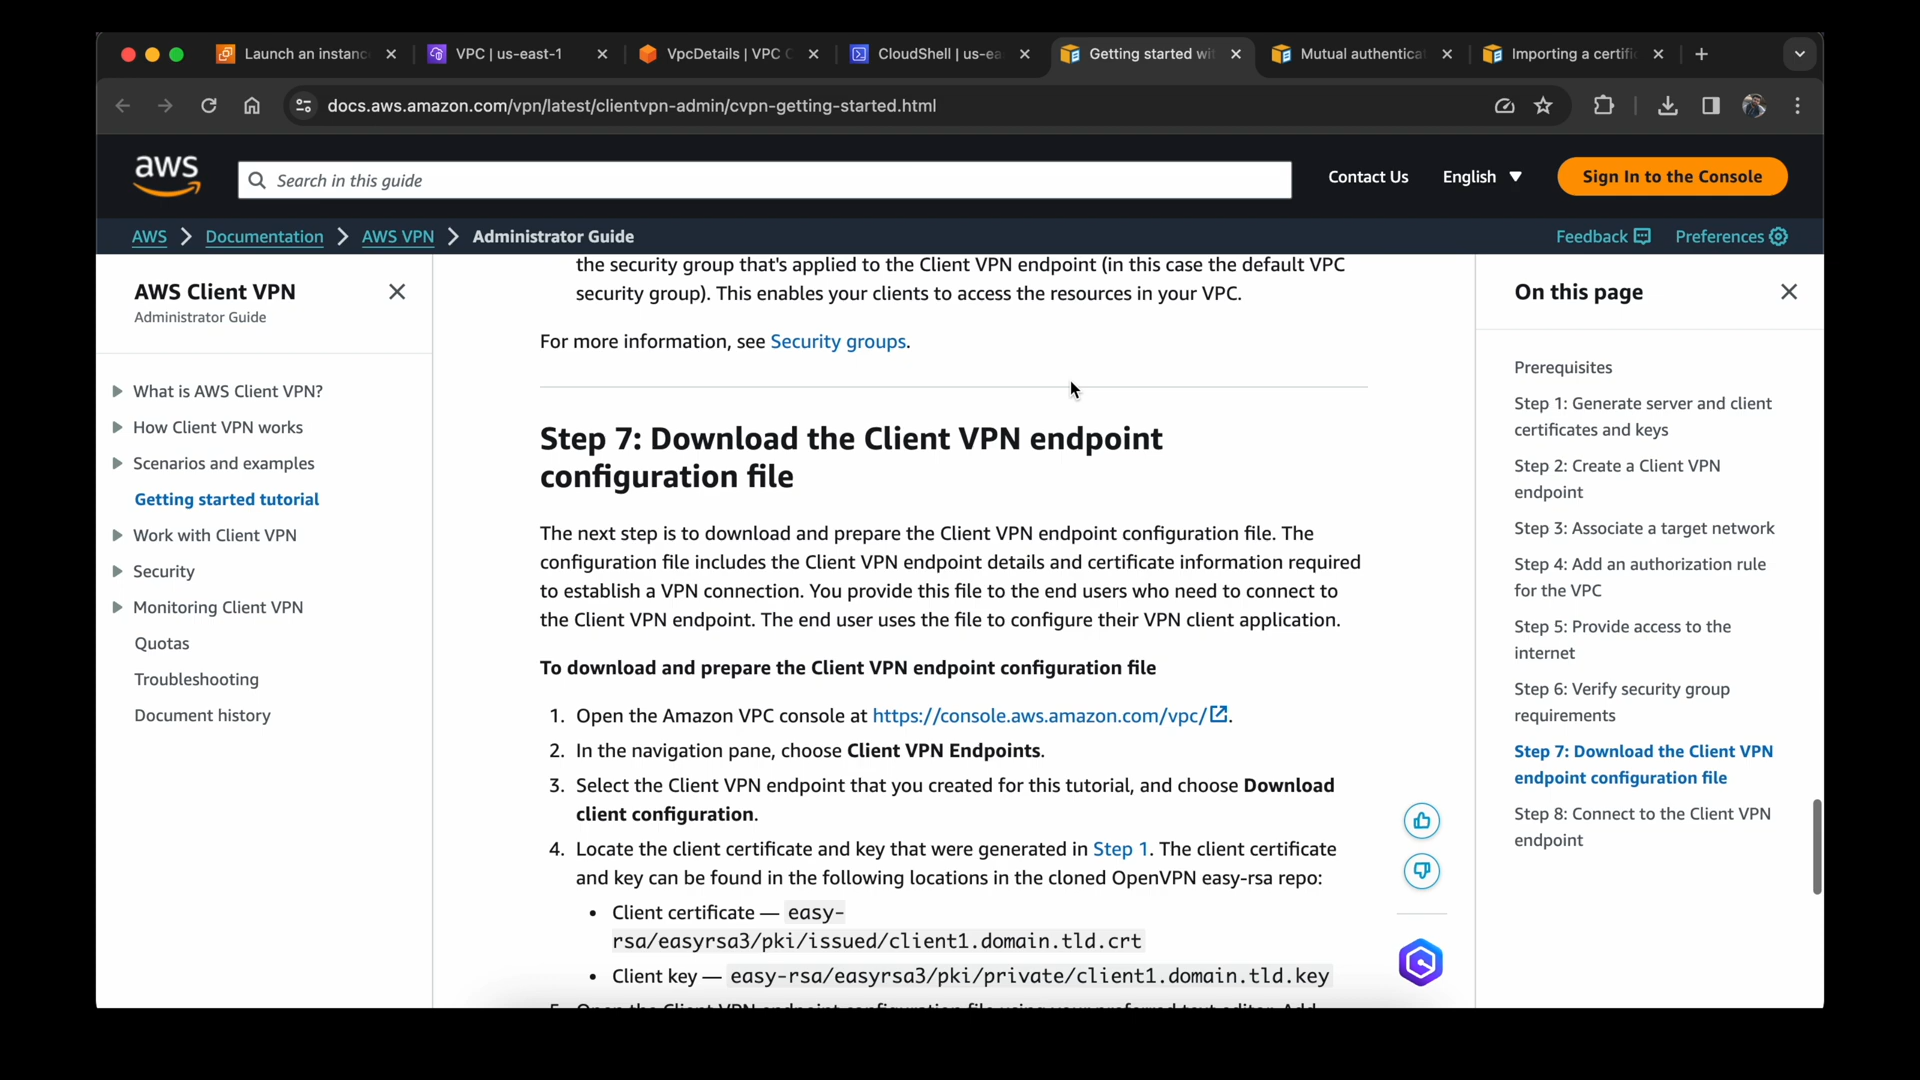 Launch an instanc
VPC | us-east-1
VpcDetails | VPC C
CloudShell | us-ea
Getting started wi
Mutual authentica
Importing a certifi
docs.aws.amazon.com/vpn/latest/clientvpn-admin/cvpn-getting-started.html
aws
Search in this guide
Contact Us
English
Sign In to the Console
AWS
Documentation
AWS VPN
Administrator Guide
Feedback
Preferences
AWS Client VPN
Administrator Guide
What is AWS Client VPN?
How Client VPN works
Scenarios and examples
Getting started tutorial
Work with Client VPN
Security
Monitoring Client VPN
Quotas
Troubleshooting
Document history
the security group that's applied to the Client VPN endpoint (in this case the default VPC
security group). This enables your clients to access the resources in your VPC.
For more information, see Security groups.
Step 7: Download the Client VPN endpoint
configuration file
The next step is to download and prepare the Client VPN endpoint configuration file. The
configuration file includes the Client VPN endpoint details and certificate information required
to establish a VPN connection. You provide this file to the end users who need to connect to
the Client VPN endpoint. The end user uses the file to configure their VPN client application.
To download and prepare the Client VPN endpoint configuration file
1. Open the Amazon VPC console at https://console.aws.amazon.com/vpc/.
2. In the navigation pane, choose Client VPN Endpoints.
3. Select the Client VPN endpoint that you created for this tutorial, and choose Download
client configuration.
4. Locate the client certificate and key that were generated in Step 1. The client certificate
and key can be found in the following locations in the cloned OpenVPN easy-rsa repo:
• Client certificate — easy-
rsa/easyrsa3/pki/issued/client1.domain.tld.crt
• Client key — easy-rsa/easyrsa3/pki/private/client1.domain.tld.key
5. Open the Client VPN endpoint configuration file using your preferred text editor. Add
On this page
Prerequisites
Step 1: Generate server and client
certificates and keys
Step 2: Create a Client VPN
endpoint
Step 3: Associate a target network
Step 4: Add an authorization rule
for the VPC
Step 5: Provide access to the
internet
Step 6: Verify security group
requirements
Step 7: Download the Client VPN
endpoint configuration file
Step 8: Connect to the Client VPN
endpoint